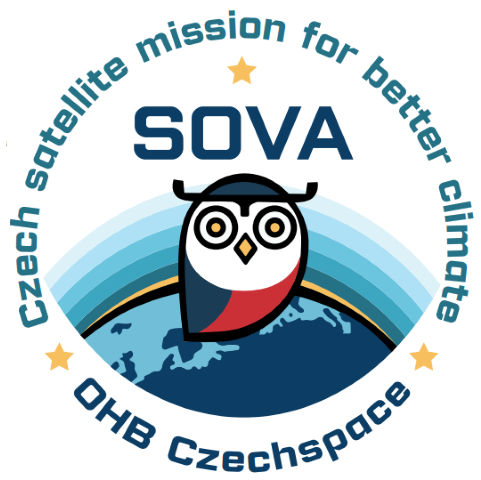 Czech satellite mission for better climate
SOVA
OHB Czechspace